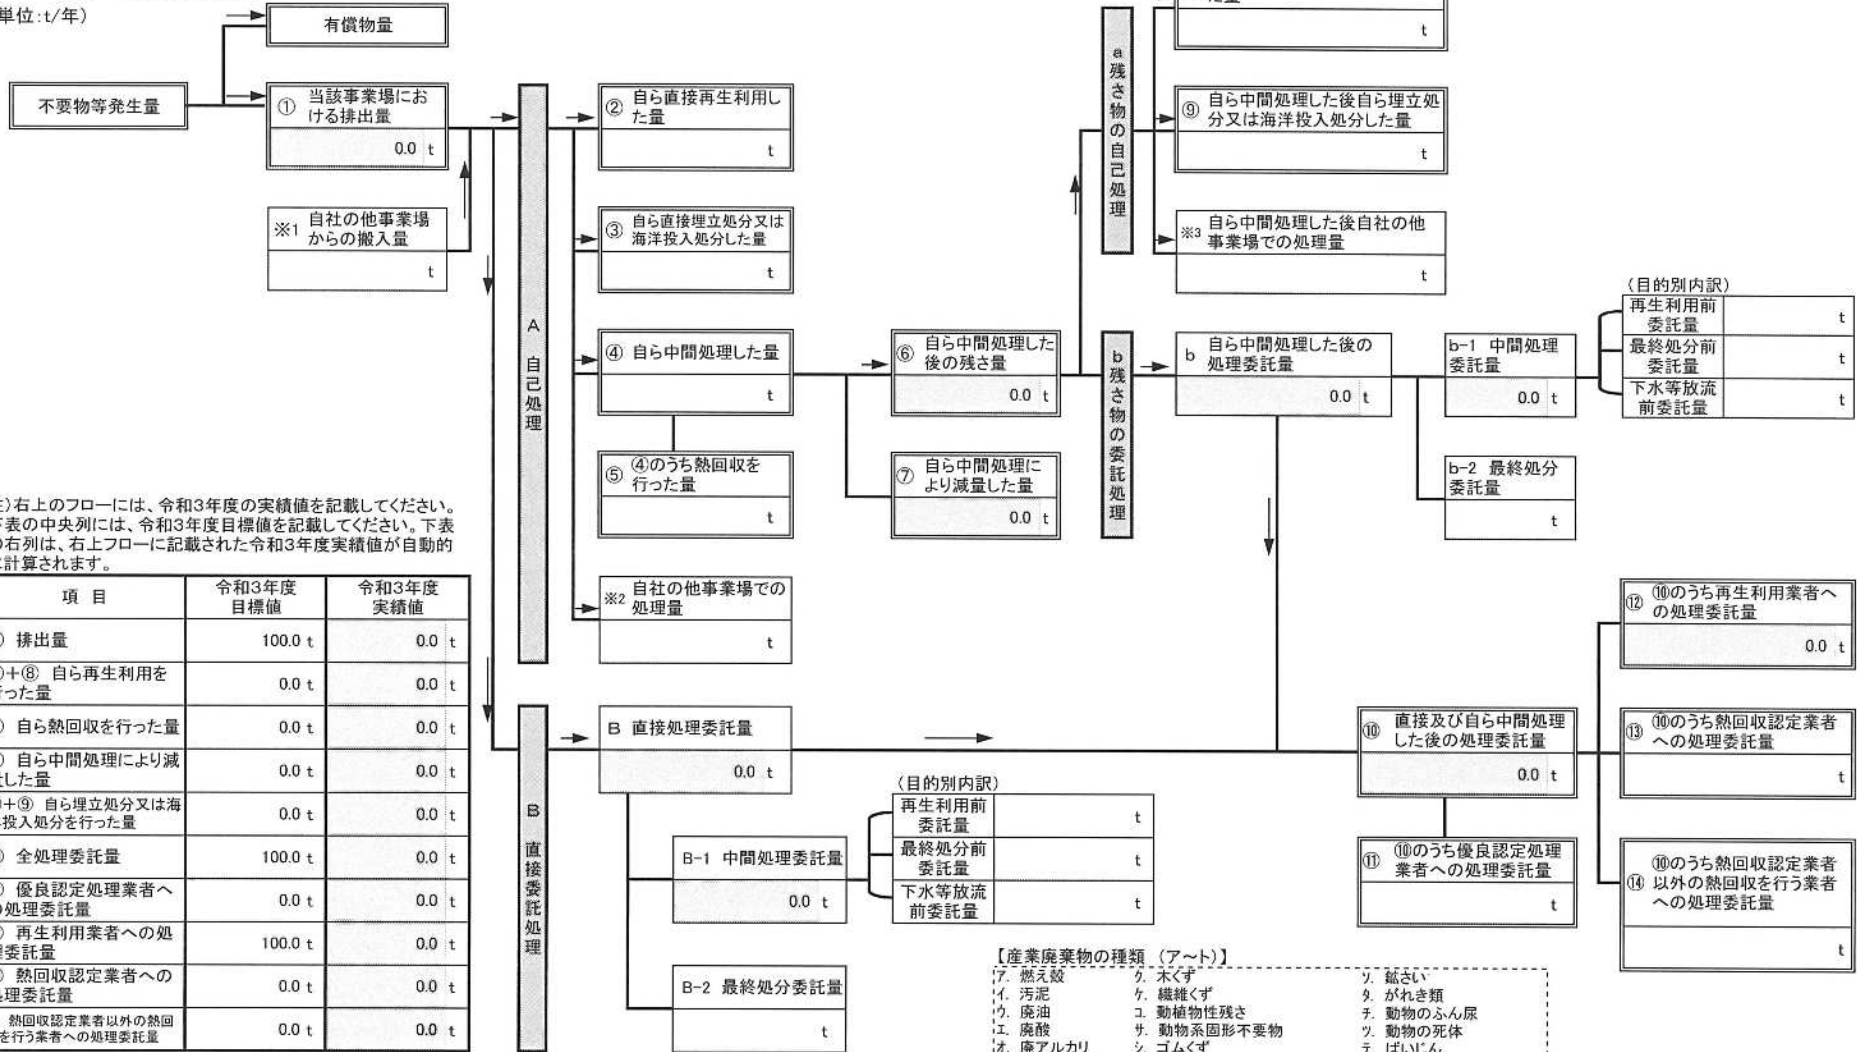 単位:t/年)
有償物量
不要物等発生量
① 当該事業場にお
ける排出量
0.0 t
※1 自社の他事業場
からの搬入量
t
A 自己処理
② 自ら直接再生利用し
た量
t
③ 自ら直接埋立処分又は
海洋投入処分した量
t
④ 自ら中間処理した量
t
⑤ ④のうち熱回収を
行った量
t
※2 自社の他事業場での
処理量
t
⑥ 自ら中間処理した
後の残さ量
0.0 t
⑦ 自ら中間処理に
より減量した量
0.0 t
a 残さ物の自己処理
t
⑨ 自ら中間処理した後自ら埋立処
分又は海洋投入処分した量
t
※3 自ら中間処理した後自社の他
事業場での処理量
t
b 残さ物の委託処理
b 自ら中間処理した後の
処理委託量
0.0 t
b-1 中間処理
委託量
0.0 t
(目的別内訳)
再生利用前
委託量
t
最終処分前
委託量
t
下水等放流
前委託量
t
b-2 最終処分
委託量
t
)右上のフローには、令和3年度の実績値を記載してください。
下表の中央列には、令和3年度目標値を記載してください。下表
の右列は、右上フローに記載された令和3年度実績値が自動的
に計算されます。
項 目
令和3年度
目標値
令和3年度
実績値
排出量 100.0 t 0.0 t
+⑧ 自ら再生利用を
行った量 0.0 t 0.0 t
自ら熱回収を行った量 0.0 t 0.0 t
自ら中間処理により減
量した量 0.0 t 0.0 t
+⑨ 自ら埋立処分又は海
洋投入処分を行った量 0.0 t 0.0 t
全処理委託量 100.0 t 0.0 t
優良認定処理業者へ
の処理委託量 0.0 t 0.0 t
再生利用業者への処
理委託量 100.0 t 0.0 t
熱回収認定業者への
処理委託量 0.0 t 0.0 t
熱回収認定業者以外の熱回
を行う業者への処理委託量 0.0 t 0.0 t
B 直接委託処理
B 直接処理委託量
0.0 t
B-1 中間処理委託量
0.0 t
(目的別内訳)
再生利用前
委託量
t
最終処分前
委託量
t
下水等放流
前委託量
t
B-2 最終処分委託量
t
⑩ 直接及び自ら中間処理
した後の処理委託量
0.0 t
⑪ ⑩のうち優良認定処理
業者への処理委託量
t
⑫ ⑩のうち再生利用業者へ
の処理委託量
0.0 t
⑬ ⑩のうち熱回収認定業者
への処理委託量
t
⑭ ⑩のうち熱回収認定業者
以外の熱回収を行う業者
への処理委託量
t
【産業廃棄物の種類 (ア~ト)】
ア. 燃え殻 ク. 木くず ソ. 鉱さい
イ. 汚泥 ケ. 繊維くず タ. がれき類
ウ. 廃油 コ. 動植物性残さ チ. 動物のふん尿
エ. 廃酸 サ. 動物系固形不要物 ツ. 動物の死体
オ. 廃アルカリ シ. ゴムくず テ. ばいじん